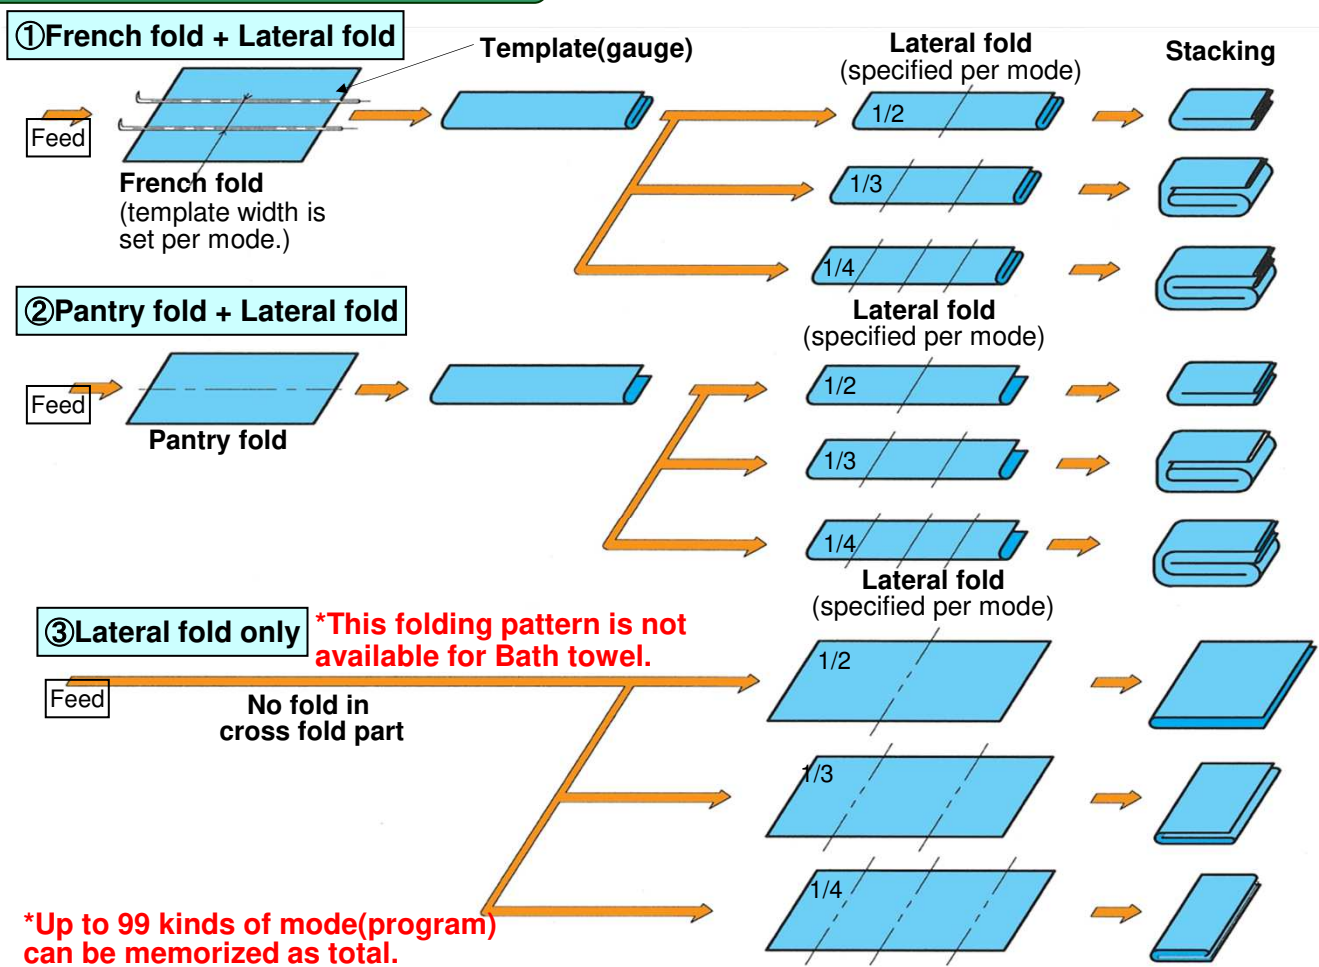 ①French fold + Lateral fold
Template(gauge)
Lateral fold
(specified per mode)
Stacking
Feed
1/2
French fold
(template width is
set per mode.)
1/3
1/4
②Pantry fold + Lateral fold
Lateral fold
(specified per mode)
Feed
Pantry fold
1/2
1/3
1/4
Lateral fold
(specified per mode)
③Lateral fold only
*This folding pattern is not
available for Bath towel.
Feed
No fold in
cross fold part
1/2
1/3
1/4
*Up to 99 kinds of mode(program)
can be memorized as total.